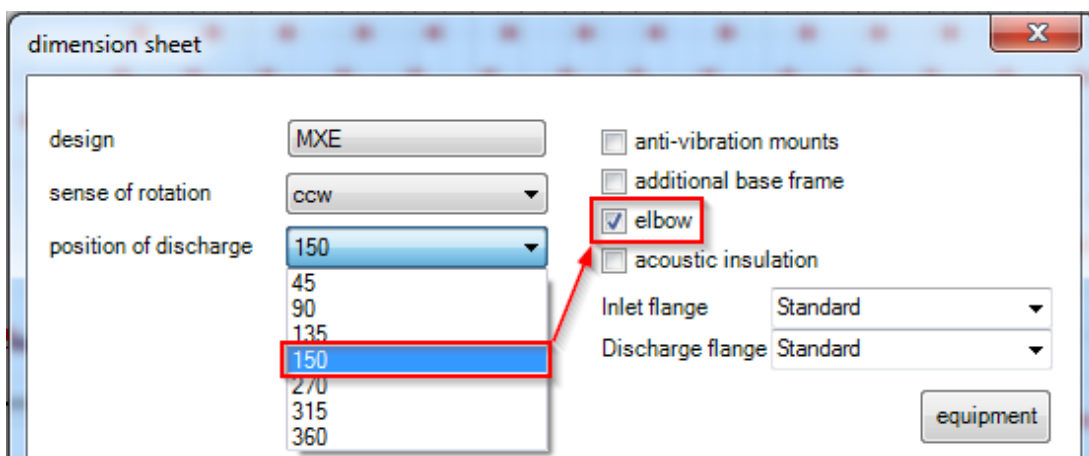 dimension sheet
design MXE
sense of rotation ccw
position of discharge 150
45
90
135
150
270
315
360
anti-vibration mounts
additional base frame
elbow
acoustic insulation
Inlet flange Standard
Discharge flange Standard
equipment